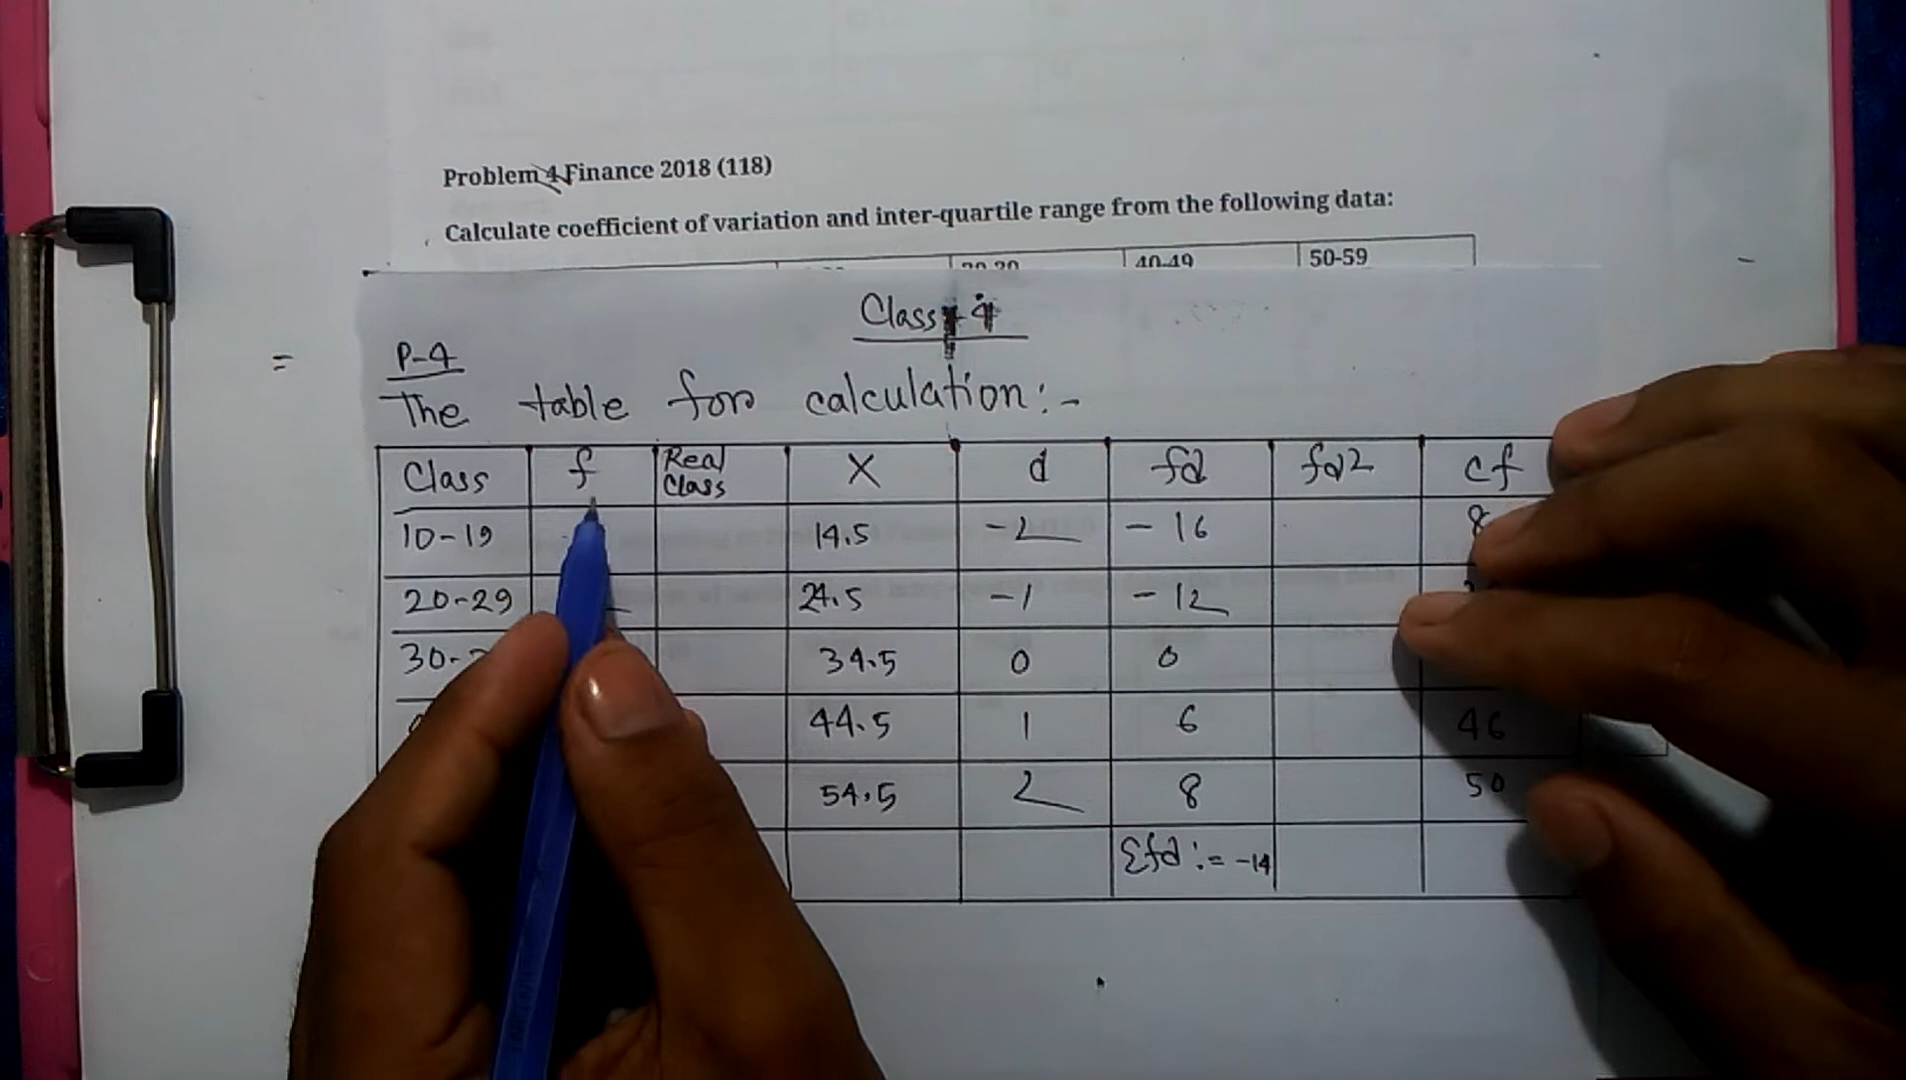 Problem 4 Finance 2018 (118)
Calculate coefficient of variation and inter-quartile range from the following data:
40-49 50-59
Class-4
P-4
The table for calculation:-
Class f Real Class X d fd fd2 cf
10-19 14.5 -2 -16 8
20-29 24.5 -1 -12
30- 34.5 0 0
44.5 1 6 46
54.5 2 8 50
Σfd := -14